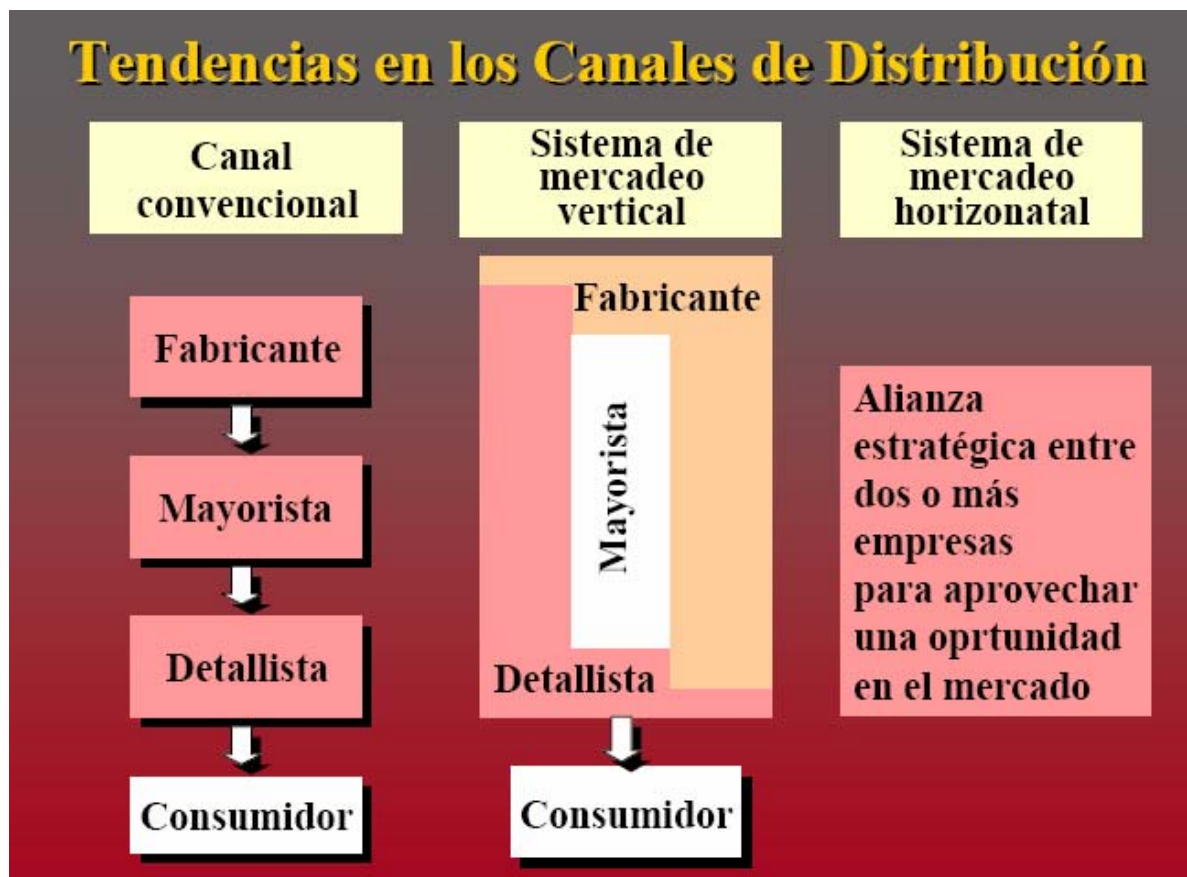 Tendencias en los Canales de Distribución
Canal
convencional
Fabricante
Mayorista
Detallista
Consumidor
Sistema de
mercadeo
vertical
Fabricante
Mayorista
Detallista
Consumidor
Sistema de
mercadeo
horizonatal
Alianza
estratégica entre
dos o más
empresas
para aprovechar
una oprtunidad
en el mercado